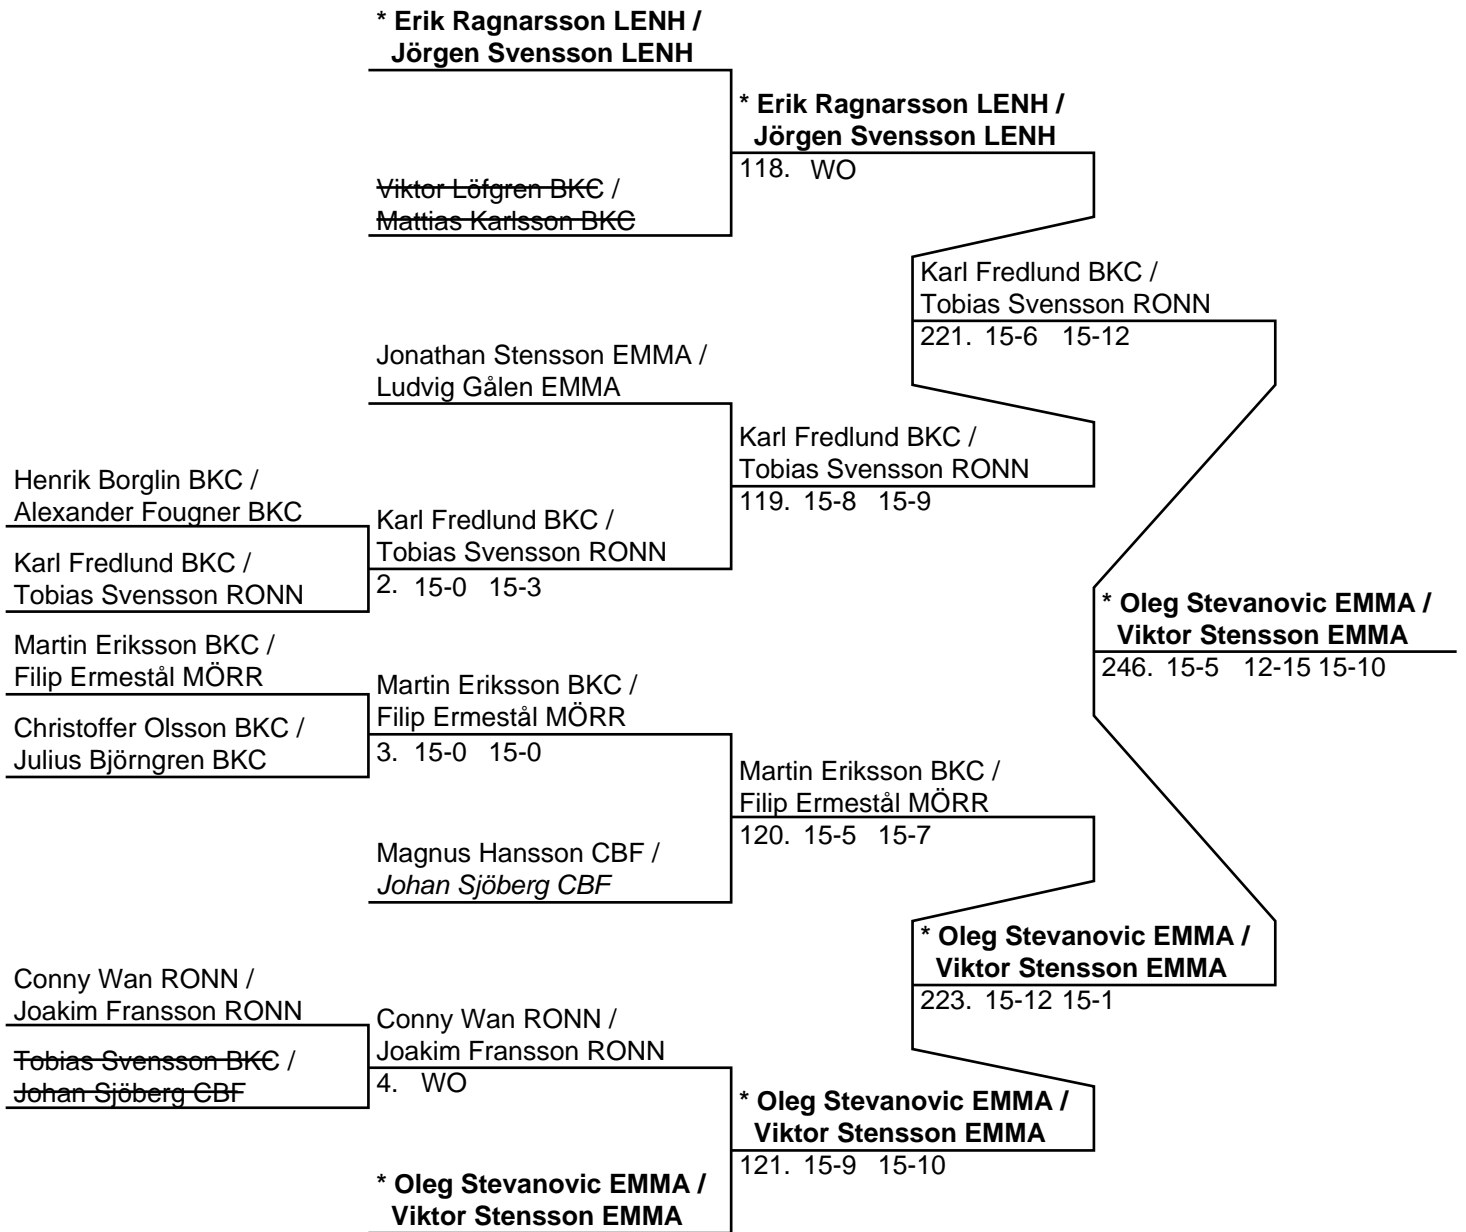 * Erik Ragnarsson LENH /
Jörgen Svensson LENH
* Erik Ragnarsson LENH /
Jörgen Svensson LENH
118. WO
Viktor Löfgren BKC /
Mattias Karlsson BKC
Karl Fredlund BKC /
Tobias Svensson RONN
221. 15-6 15-12
Jonathan Stensson EMMA /
Ludvig Gålen EMMA
Karl Fredlund BKC /
Tobias Svensson RONN
119. 15-8 15-9
Henrik Borglin BKC /
Alexander Fougner BKC
Karl Fredlund BKC /
Tobias Svensson RONN
2. 15-0 15-3
Karl Fredlund BKC /
Tobias Svensson RONN
* Oleg Stevanovic EMMA /
Viktor Stensson EMMA
246. 15-5 12-15 15-10
Martin Eriksson BKC /
Filip Ermestål MÖRR
Martin Eriksson BKC /
Filip Ermestål MÖRR
3. 15-0 15-0
Christoffer Olsson BKC /
Julius Björngren BKC
Martin Eriksson BKC /
Filip Ermestål MÖRR
120. 15-5 15-7
Magnus Hansson CBF /
Johan Sjöberg CBF
* Oleg Stevanovic EMMA /
Viktor Stensson EMMA
223. 15-12 15-1
Conny Wan RONN /
Joakim Fransson RONN
Conny Wan RONN /
Joakim Fransson RONN
4. WO
Tobias Svensson BKC /
Johan Sjöberg CBF
* Oleg Stevanovic EMMA /
Viktor Stensson EMMA
121. 15-9 15-10
* Oleg Stevanovic EMMA /
Viktor Stensson EMMA